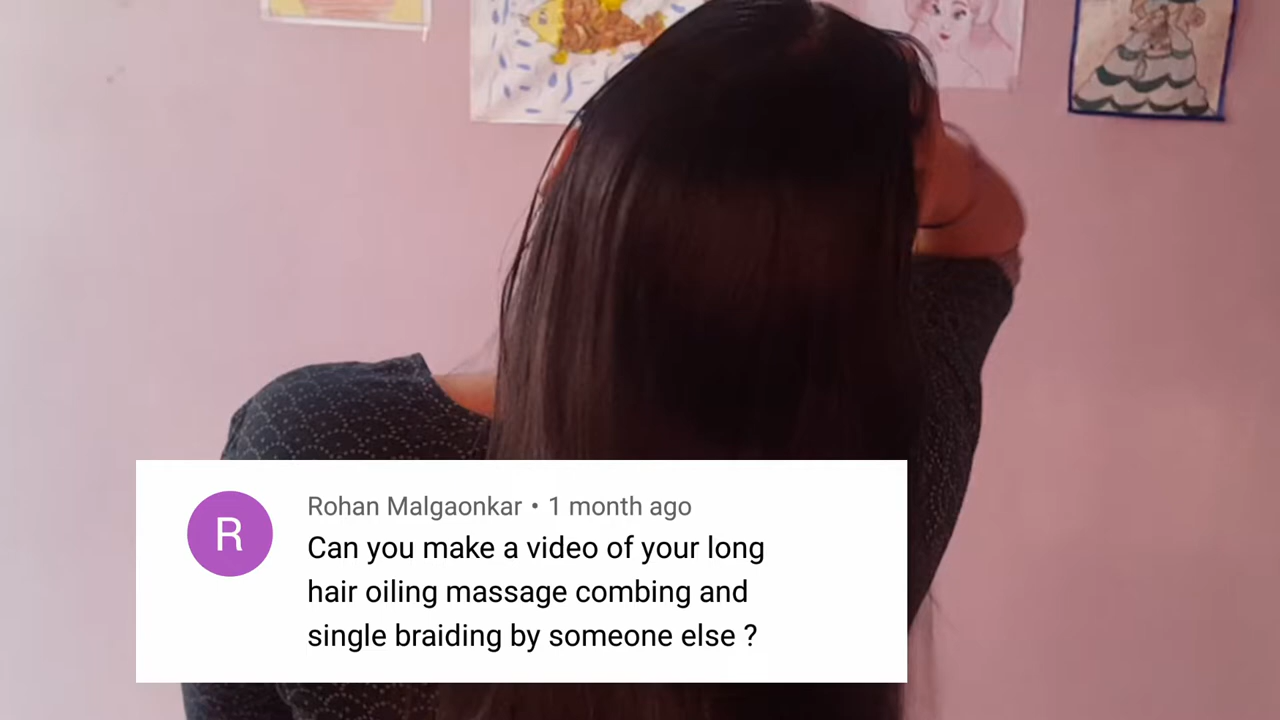 R
Rohan Malgaonkar • 1 month ago
Can you make a video of your long
hair oiling massage combing and
single braiding by someone else ?